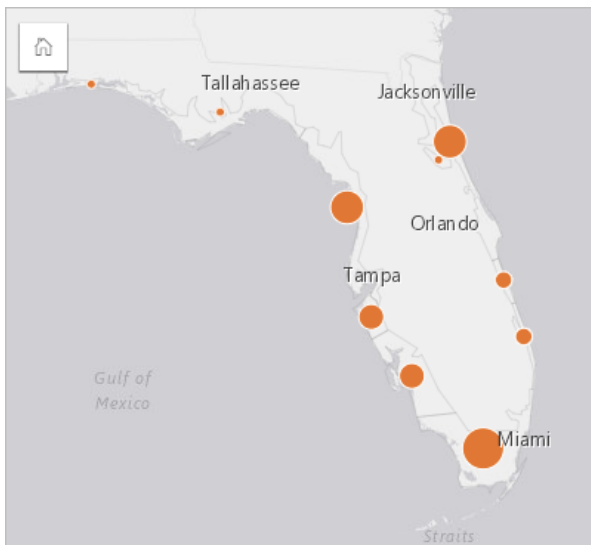 Tallahassee
Jacksonville
Orlando
Tampa
Gulf of
Mexico
Miami
Straits